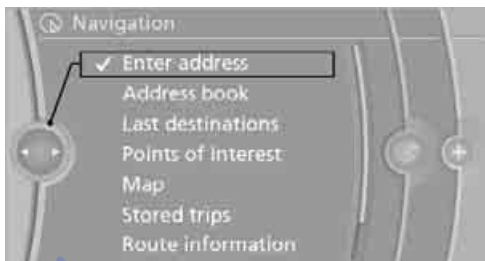 Navigation
Enter address
Address book
Last destinations
Points of Interest
Map
Stored trips
Route information